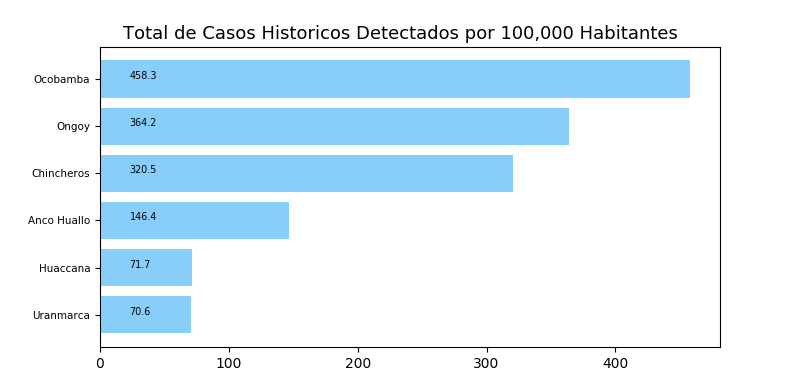 Total de Casos Historicos Detectados por 100,000 Habitantes
Ocobamba 458.3
Ongoy 364.2
Chincheros 320.5
Anco Huallo 146.4
Huaccana 71.7
Uranmarca 70.6
0 100 200 300 400